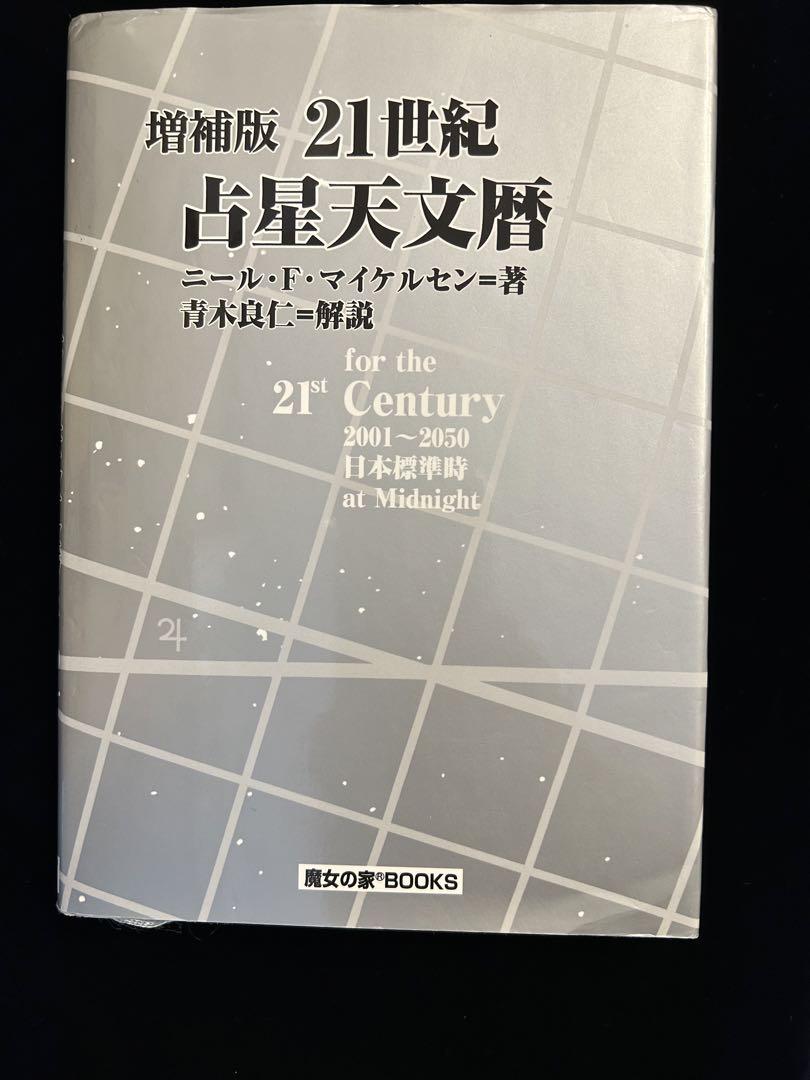 増補版 21世紀
占星天文暦
ニール・F・マイケルセン=著
青木良仁=解説
for the
21st Century
2001～2050
日本標準時
at Midnight
♃
魔女の家®BOOKS